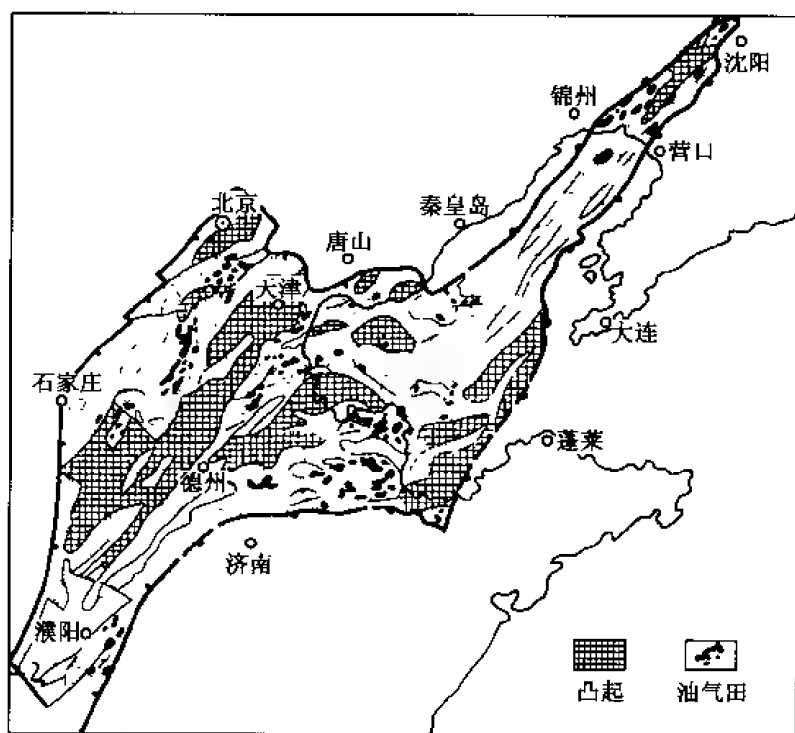 沈阳
锦州
营口
秦皇岛
北京
唐山
天津
大连
石家庄
蓬莱
德州
济南
濮阳
凸起
油气田